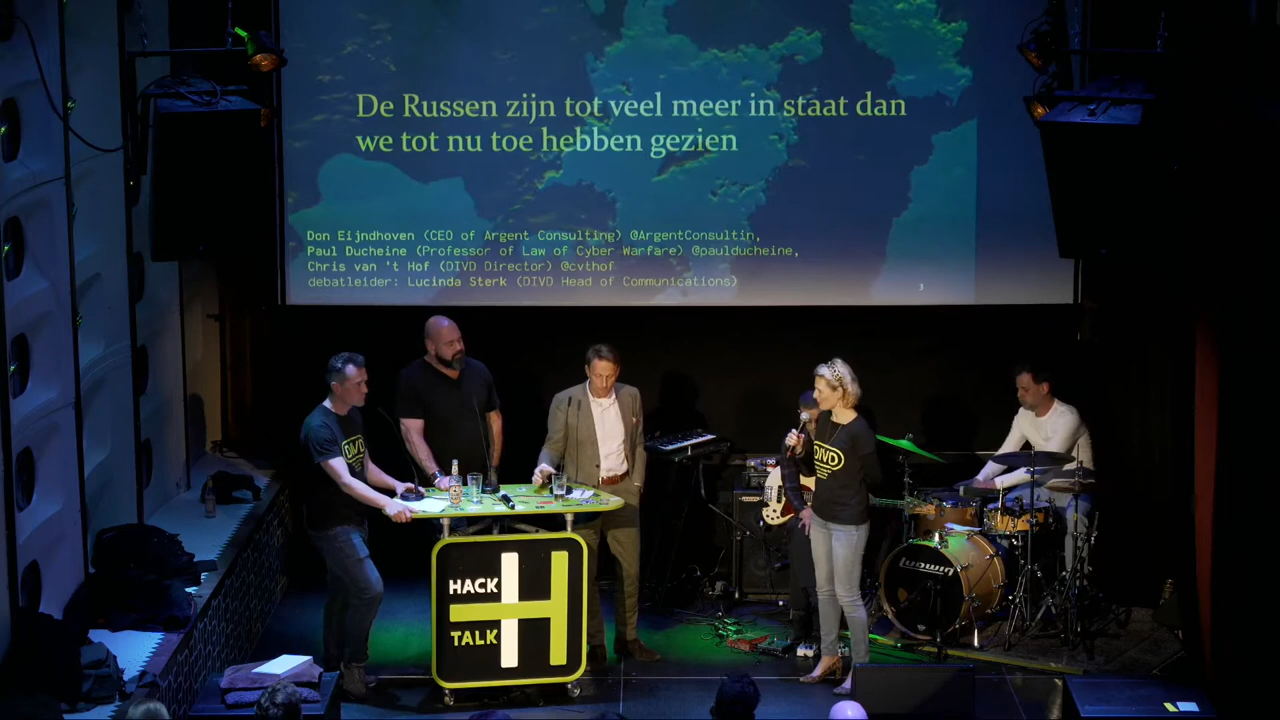 De Russen zijn tot veel meer in staat dan
we tot nu toe hebben gezien
Don Eijndhoven (CEO of Argent Consulting) @ArgentConsultin,
Paul Ducheine (Professor of Law of Cyber Warfare) @paulducheine,
Chris van 't Hof (DIVD Director) @cvthof
debatleider: Lucinda Sterk (DIVD Head of Communications)
3
DIVD
DIVD
HACK
TALK